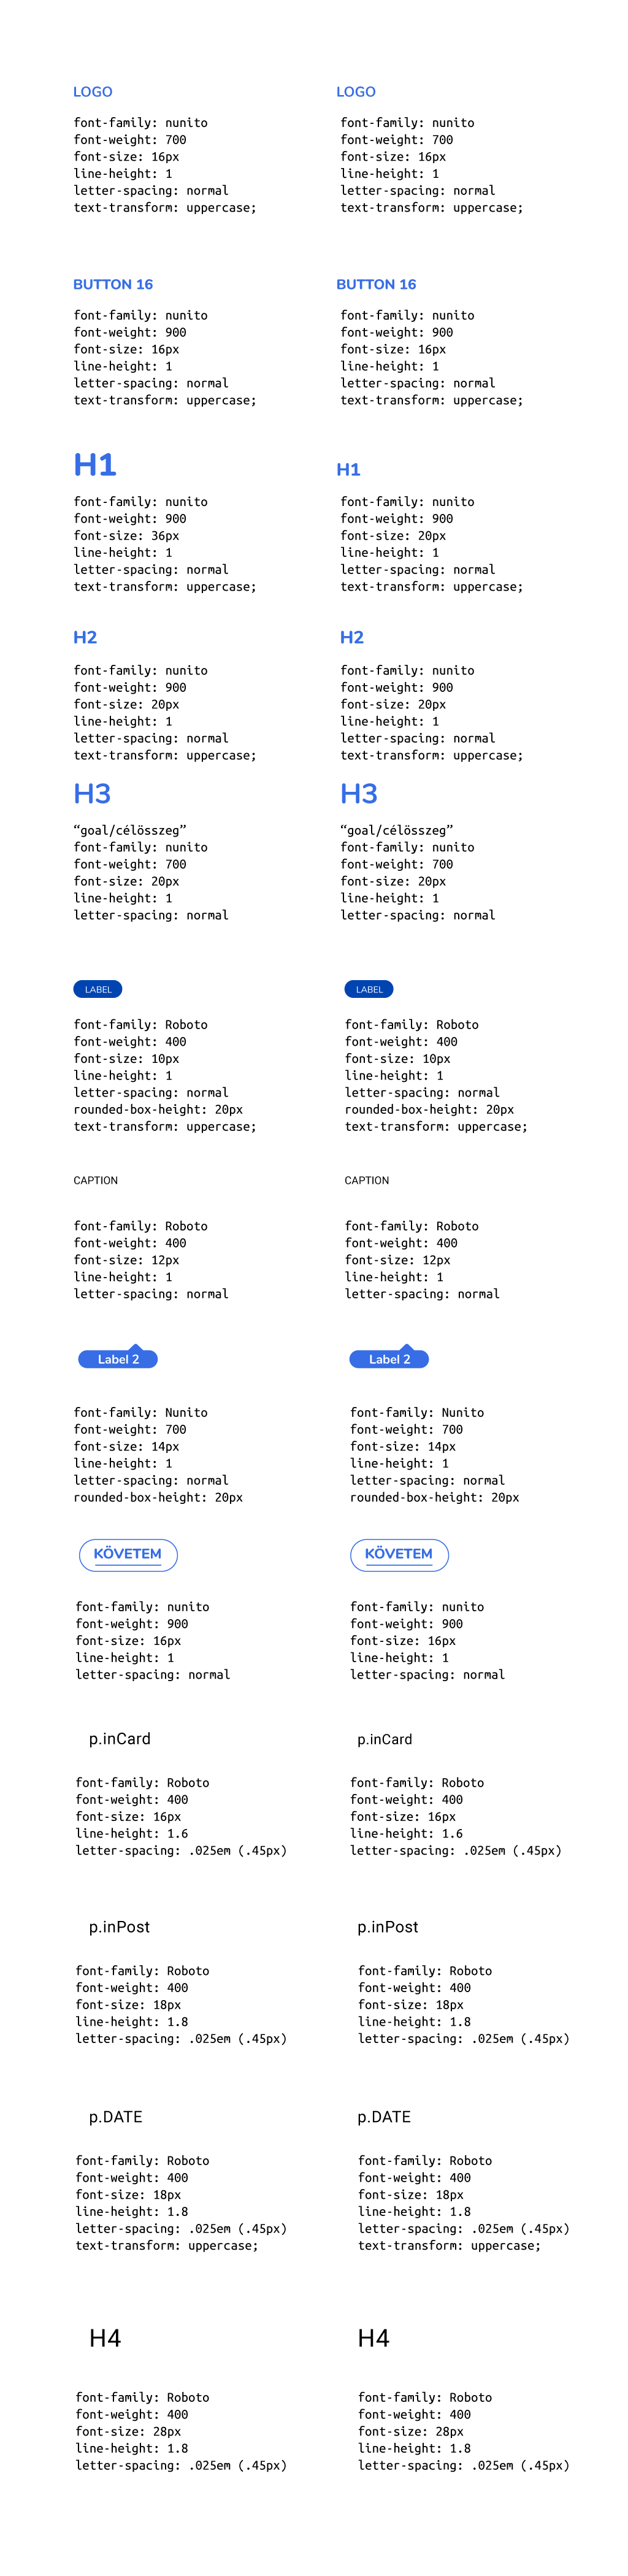 LOGO
font-family: nunito
font-weight: 700
font-size: 16px
line-height: 1
letter-spacing: normal
text-transform: uppercase;
LOGO
font-family: nunito
font-weight: 700
font-size: 16px
line-height: 1
letter-spacing: normal
text-transform: uppercase;
BUTTON 16
font-family: nunito
font-weight: 900
font-size: 16px
line-height: 1
letter-spacing: normal
text-transform: uppercase;
BUTTON 16
font-family: nunito
font-weight: 900
font-size: 16px
line-height: 1
letter-spacing: normal
text-transform: uppercase;
H1
font-family: nunito
font-weight: 900
font-size: 36px
line-height: 1
letter-spacing: normal
text-transform: uppercase;
H1
font-family: nunito
font-weight: 900
font-size: 20px
line-height: 1
letter-spacing: normal
text-transform: uppercase;
H2
font-family: nunito
font-weight: 900
font-size: 20px
line-height: 1
letter-spacing: normal
text-transform: uppercase;
H2
font-family: nunito
font-weight: 900
font-size: 20px
line-height: 1
letter-spacing: normal
text-transform: uppercase;
H3
“goal/célösszeg”
font-family: nunito
font-weight: 700
font-size: 20px
line-height: 1
letter-spacing: normal
H3
“goal/célösszeg”
font-family: nunito
font-weight: 700
font-size: 20px
line-height: 1
letter-spacing: normal
LABEL
font-family: Roboto
font-weight: 400
font-size: 10px
line-height: 1
letter-spacing: normal
rounded-box-height: 20px
text-transform: uppercase;
LABEL
font-family: Roboto
font-weight: 400
font-size: 10px
line-height: 1
letter-spacing: normal
rounded-box-height: 20px
text-transform: uppercase;
CAPTION
font-family: Roboto
font-weight: 400
font-size: 12px
line-height: 1
letter-spacing: normal
CAPTION
font-family: Roboto
font-weight: 400
font-size: 12px
line-height: 1
letter-spacing: normal
Label 2
font-family: Nunito
font-weight: 700
font-size: 14px
line-height: 1
letter-spacing: normal
rounded-box-height: 20px
Label 2
font-family: Nunito
font-weight: 700
font-size: 14px
line-height: 1
letter-spacing: normal
rounded-box-height: 20px
KÖVETEM
font-family: nunito
font-weight: 900
font-size: 16px
line-height: 1
letter-spacing: normal
KÖVETEM
font-family: nunito
font-weight: 900
font-size: 16px
line-height: 1
letter-spacing: normal
p.inCard
font-family: Roboto
font-weight: 400
font-size: 16px
line-height: 1.6
letter-spacing: .025em (.45px)
p.inCard
font-family: Roboto
font-weight: 400
font-size: 16px
line-height: 1.6
letter-spacing: .025em (.45px)
p.inPost
font-family: Roboto
font-weight: 400
font-size: 18px
line-height: 1.8
letter-spacing: .025em (.45px)
p.inPost
font-family: Roboto
font-weight: 400
font-size: 18px
line-height: 1.8
letter-spacing: .025em (.45px)
p.DATE
font-family: Roboto
font-weight: 400
font-size: 18px
line-height: 1.8
letter-spacing: .025em (.45px)
text-transform: uppercase;
p.DATE
font-family: Roboto
font-weight: 400
font-size: 18px
line-height: 1.8
letter-spacing: .025em (.45px)
text-transform: uppercase;
H4
font-family: Roboto
font-weight: 400
font-size: 28px
line-height: 1.8
letter-spacing: .025em (.45px)
H4
font-family: Roboto
font-weight: 400
font-size: 28px
line-height: 1.8
letter-spacing: .025em (.45px)